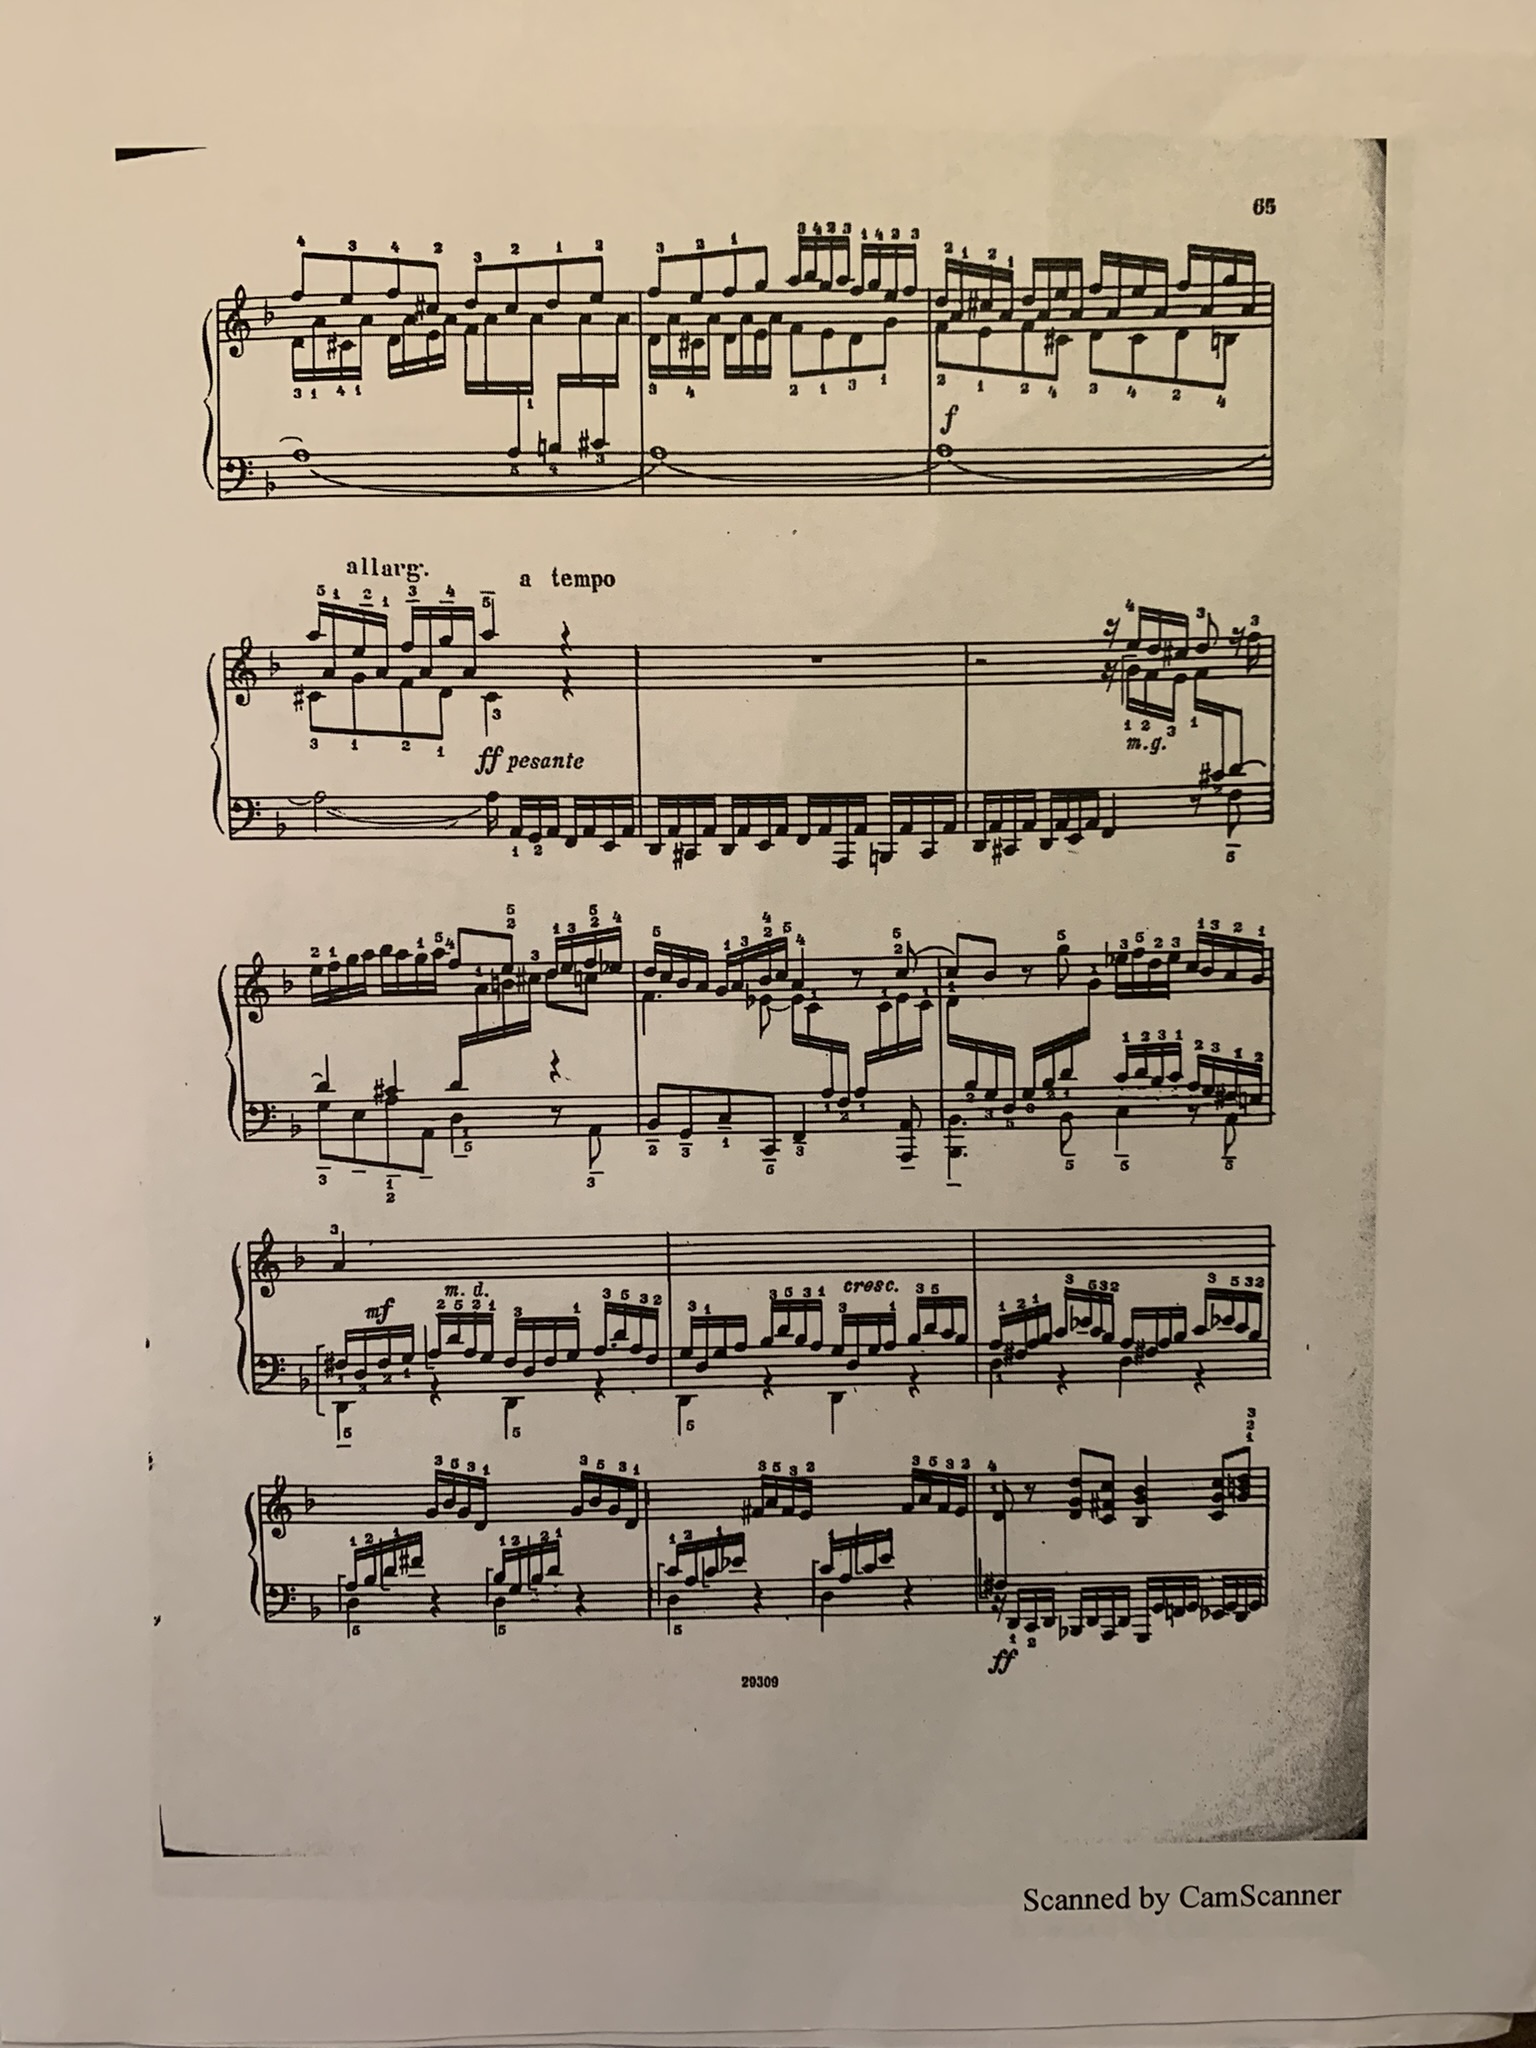 65
f
allarg.
a tempo
ff pesante
m.g.
mf
m. d.
cresc.
ff
29309
Scanned by CamScanner